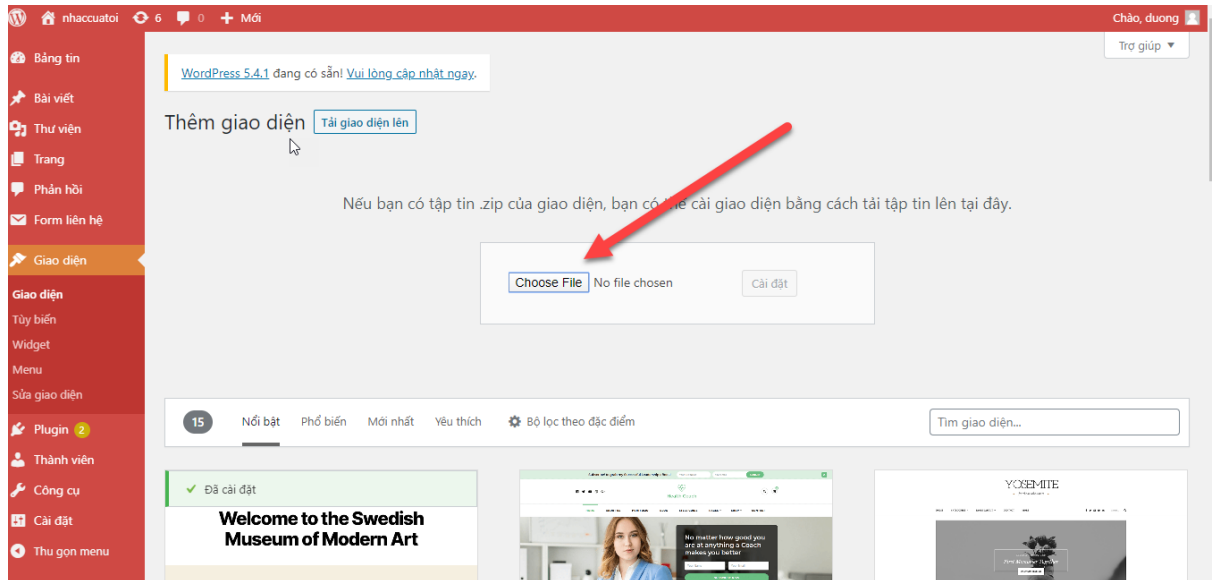 nhaccuatoi 6 0 + Mới Chào, duong
Trợ giúp ▼
Bảng tin
Bài viết
Thư viện
Trang
Phản hồi
Form liên hệ
Giao diện
Giao diện
Tùy biến
Widget
Menu
Sửa giao diện
Plugin 2
Thành viên
Công cụ
Cài đặt
Thu gọn menu
WordPress 5.4.1 đang có sẵn! Vui lòng cập nhật ngay.
Thêm giao diện Tải giao diện lên
Nếu bạn có tập tin .zip của giao diện, bạn có thể cài giao diện bằng cách tải tập tin lên tại đây.
Choose File No file chosen Cài đặt
15 Nổi bật Phổ biến Mới nhất Yêu thích Bộ lọc theo đặc điểm Tìm giao diện...
Đã cài đặt
Welcome to the Swedish
Museum of Modern Art
No matter how good you
are at anything a Coach
makes you better
YOSEMITE